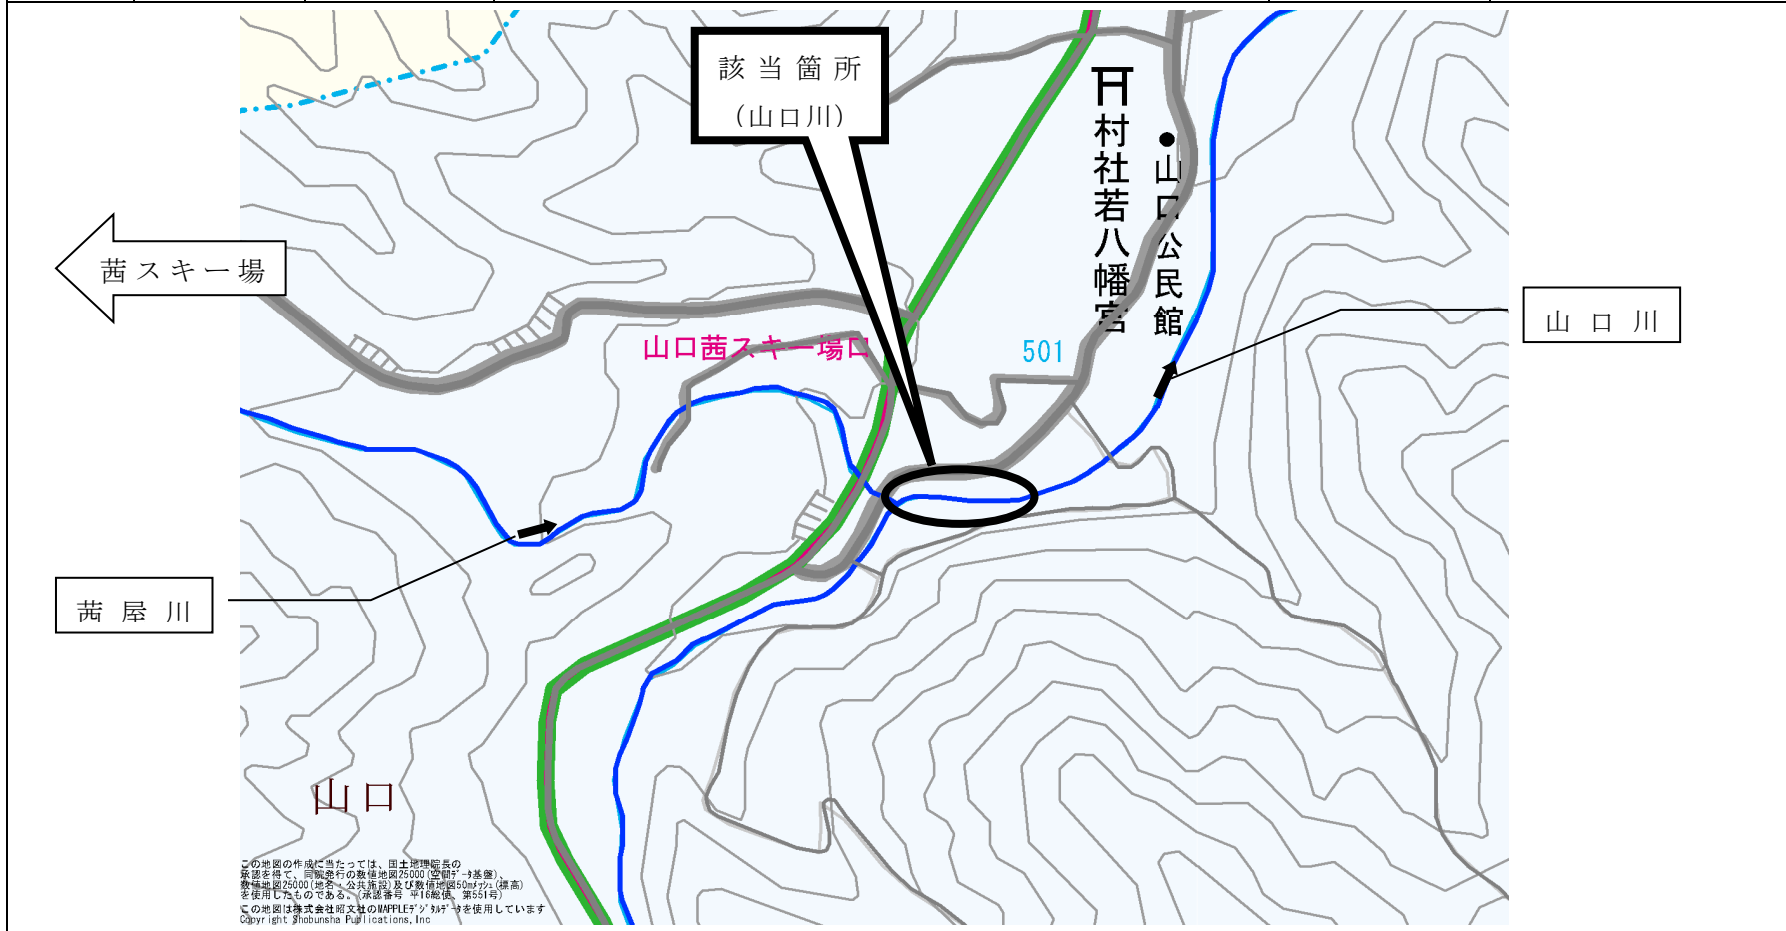 該当箇所
(山口川)
村社若八幡宮
山口公民館
茜スキー場
山口川
山口茜スキー場口
501
茜屋川
山口
この地図の作成に当たっては、国土地理院長の
承認を得て、同院発行の数値地図25000(空間データ基盤)、
数値地図25000(地名・公共施設)及び数値地図50mメッシュ(標高)
を使用したものである。(承認番号 平16総使、第551号)
この地図は株式会社昭文社のMAPPLEデジタルデータを使用しています
Copyright Shobunsha Publications, Inc